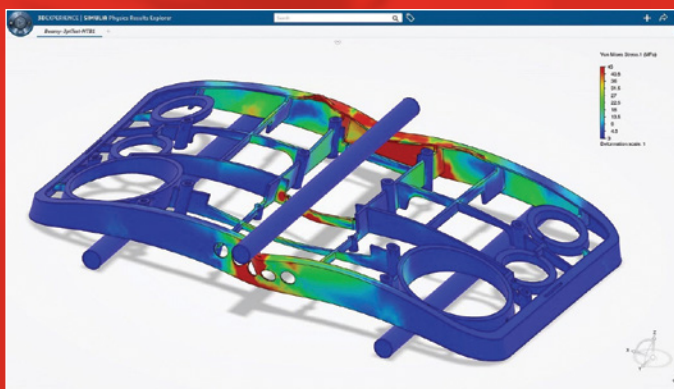 3DEXPERIENCE | SIMULIA Physics Results Explorer
Search
Von Mises Stress.1 (MPa)
45
40.5
36
31.5
27
22.5
18
13.5
9
4.5
0
Deformation scale: 1
Z
X
Y